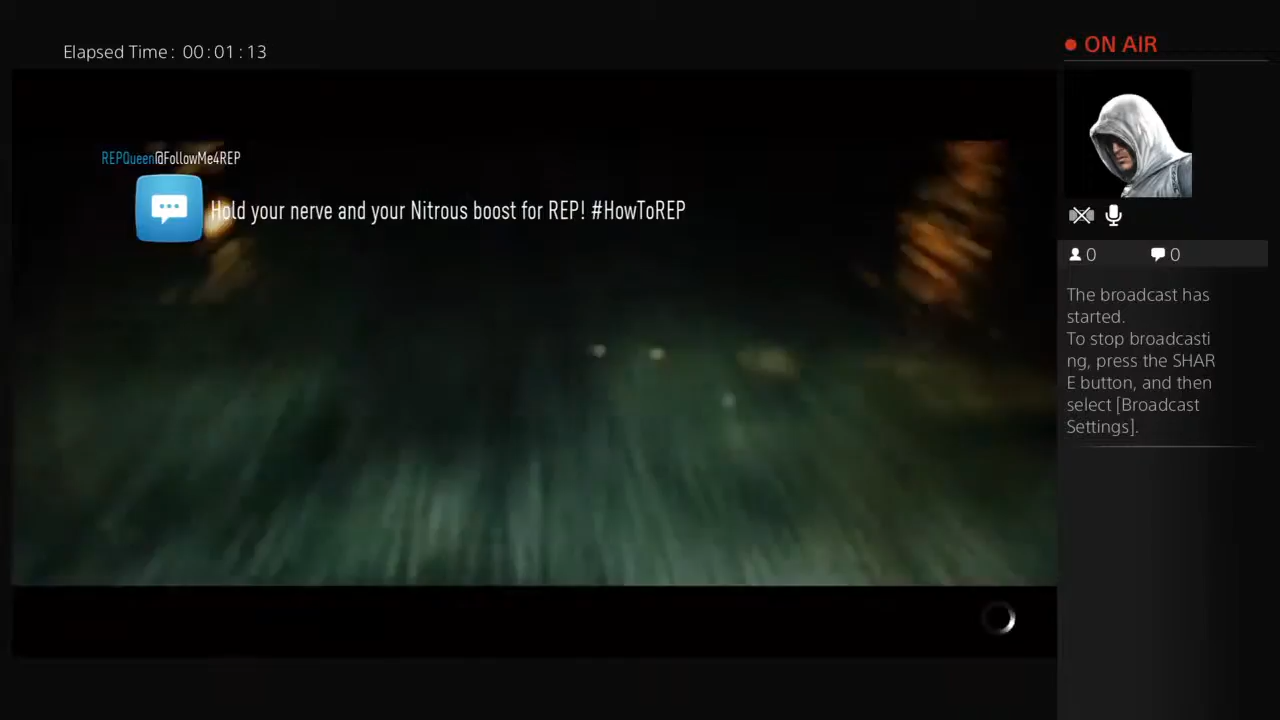 Elapsed Time: 00:01:13
ON AIR
REPQueen@FollowMe4REP
Hold your nerve and your Nitrous boost for REP! #HowToREP
0
0
The broadcast has
started.
To stop broadcasti
ng, press the SHAR
E button, and then
select [Broadcast
Settings].